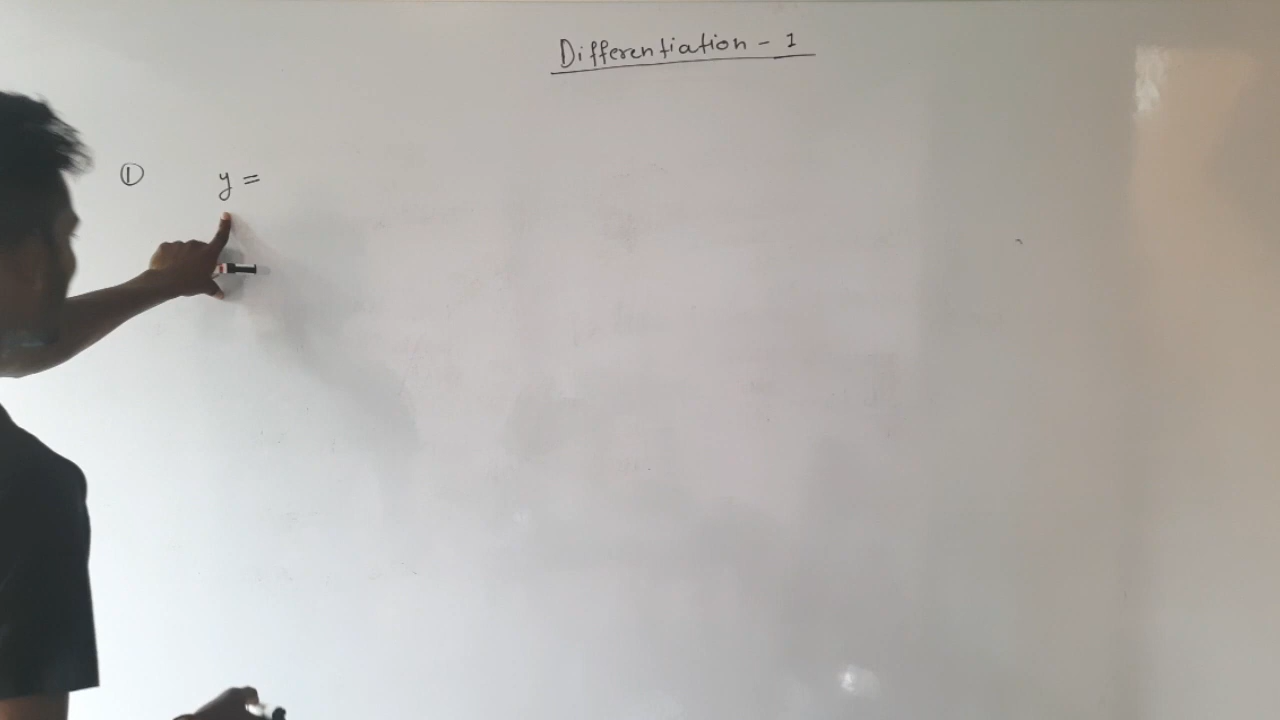 Differentiation - 1
① y =